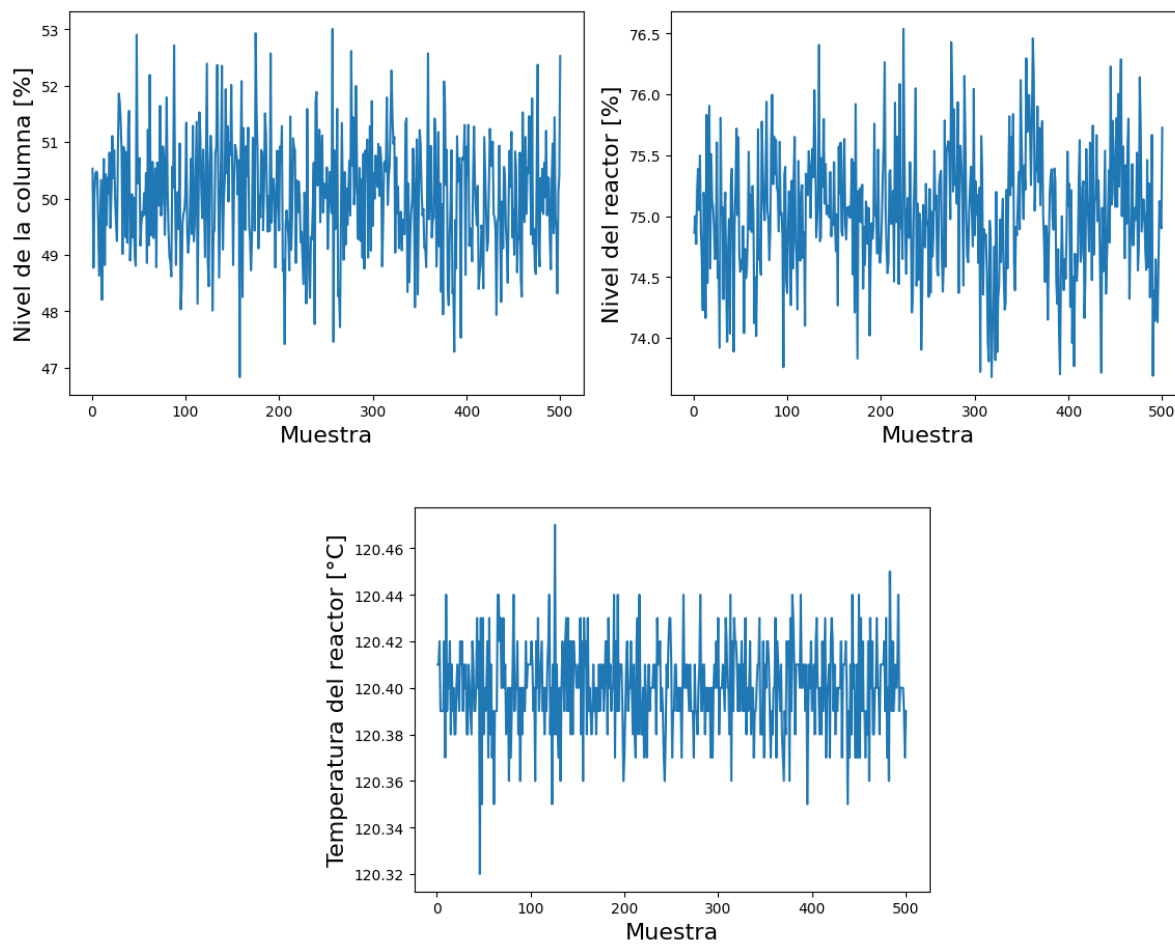 Nivel de la columna [%]
53
52
51
50
49
48
47
0 100 200 300 400 500
Muestra
Nivel del reactor [%]
76.5
76.0
75.5
75.0
74.5
74.0
0 100 200 300 400 500
Muestra
Temperatura del reactor [°C]
120.46
120.44
120.42
120.40
120.38
120.36
120.34
120.32
0 100 200 300 400 500
Muestra